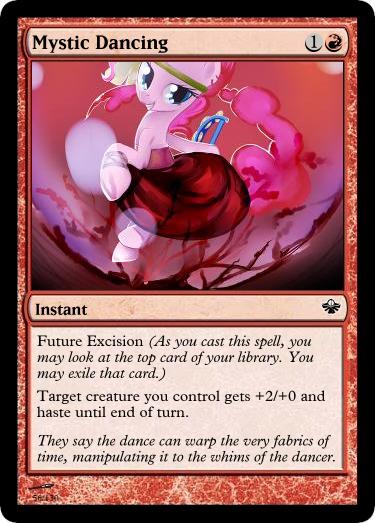 Mystic Dancing 1
Instant
Future Excision (As you cast this spell, you
may look at the top card of your library. You
may exile that card.)
Target creature you control gets +2/+0 and
haste until end of turn.
They say the dance can warp the very fabrics of
time, manipulating it to the whims of the dancer.